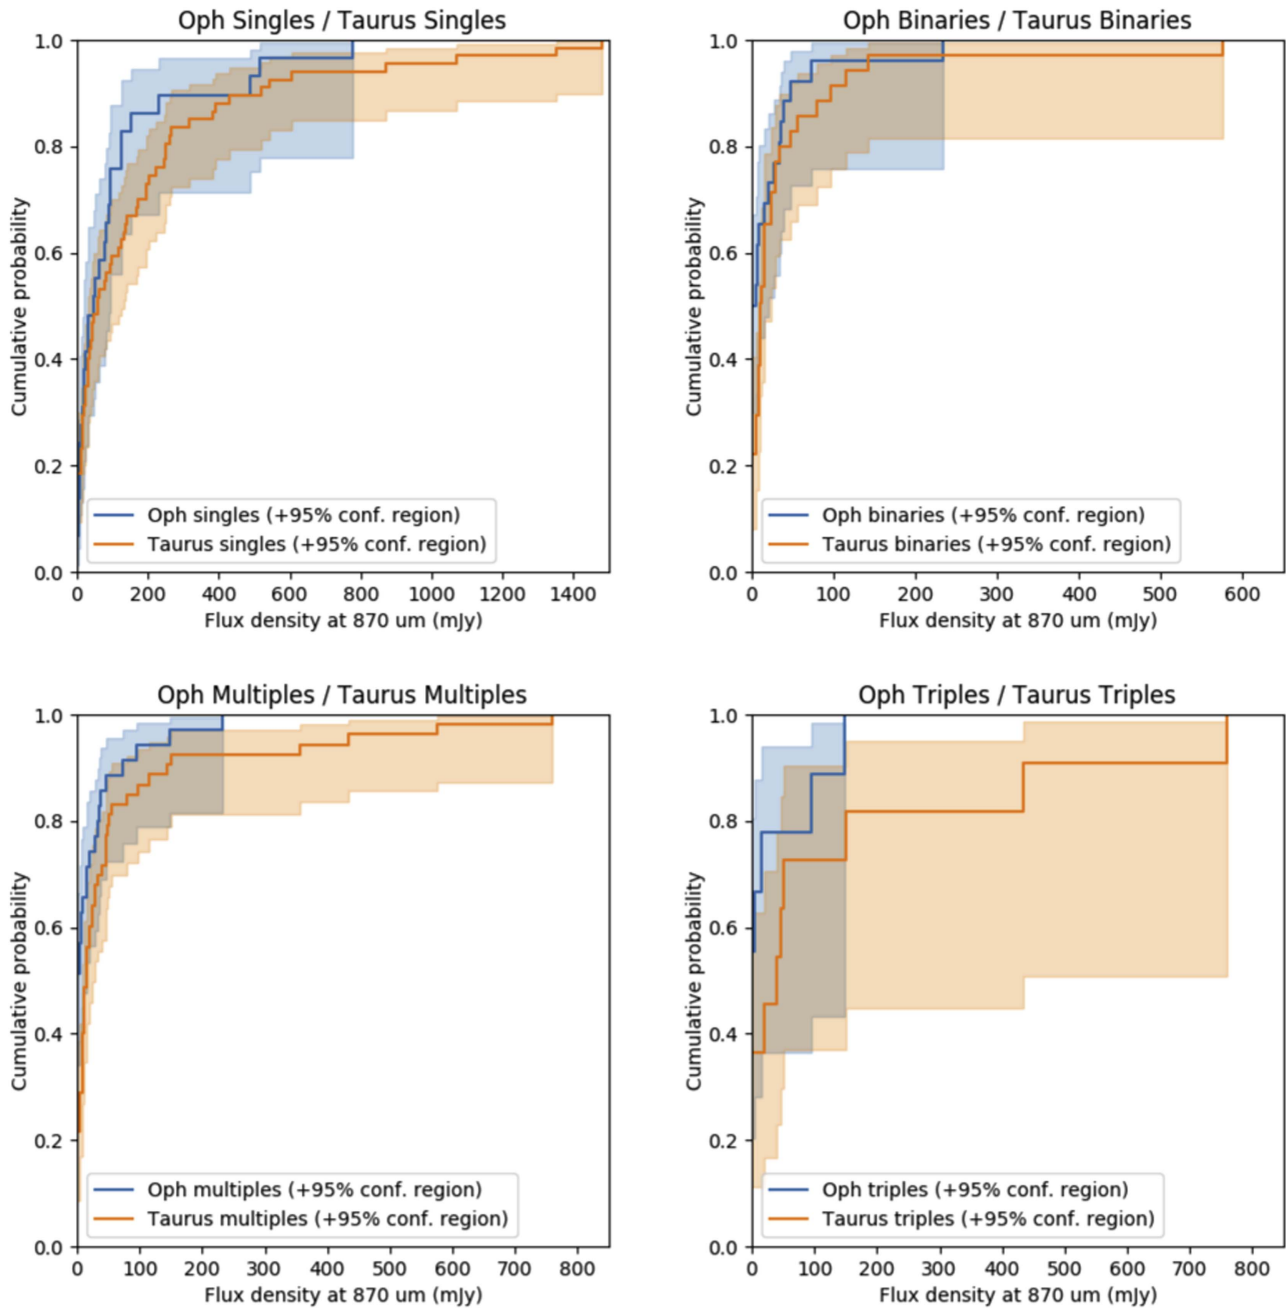 Oph Singles / Taurus Singles
1.0
0.8
0.6
0.4
0.2
0.0
Cumulative probability
Oph singles (+95% conf. region)
Taurus singles (+95% conf. region)
0 200 400 600 800 1000 1200 1400
Flux density at 870 um (mJy)
Oph Binaries / Taurus Binaries
1.0
0.8
0.6
0.4
0.2
0.0
Cumulative probability
Oph binaries (+95% conf. region)
Taurus binaries (+95% conf. region)
0 100 200 300 400 500 600
Flux density at 870 um (mJy)
Oph Multiples / Taurus Multiples
1.0
0.8
0.6
0.4
0.2
0.0
Cumulative probability
Oph multiples (+95% conf. region)
Taurus multiples (+95% conf. region)
0 100 200 300 400 500 600 700 800
Flux density at 870 um (mJy)
Oph Triples / Taurus Triples
1.0
0.8
0.6
0.4
0.2
0.0
Cumulative probability
Oph triples (+95% conf. region)
Taurus triples (+95% conf. region)
0 100 200 300 400 500 600 700 800
Flux density at 870 um (mJy)